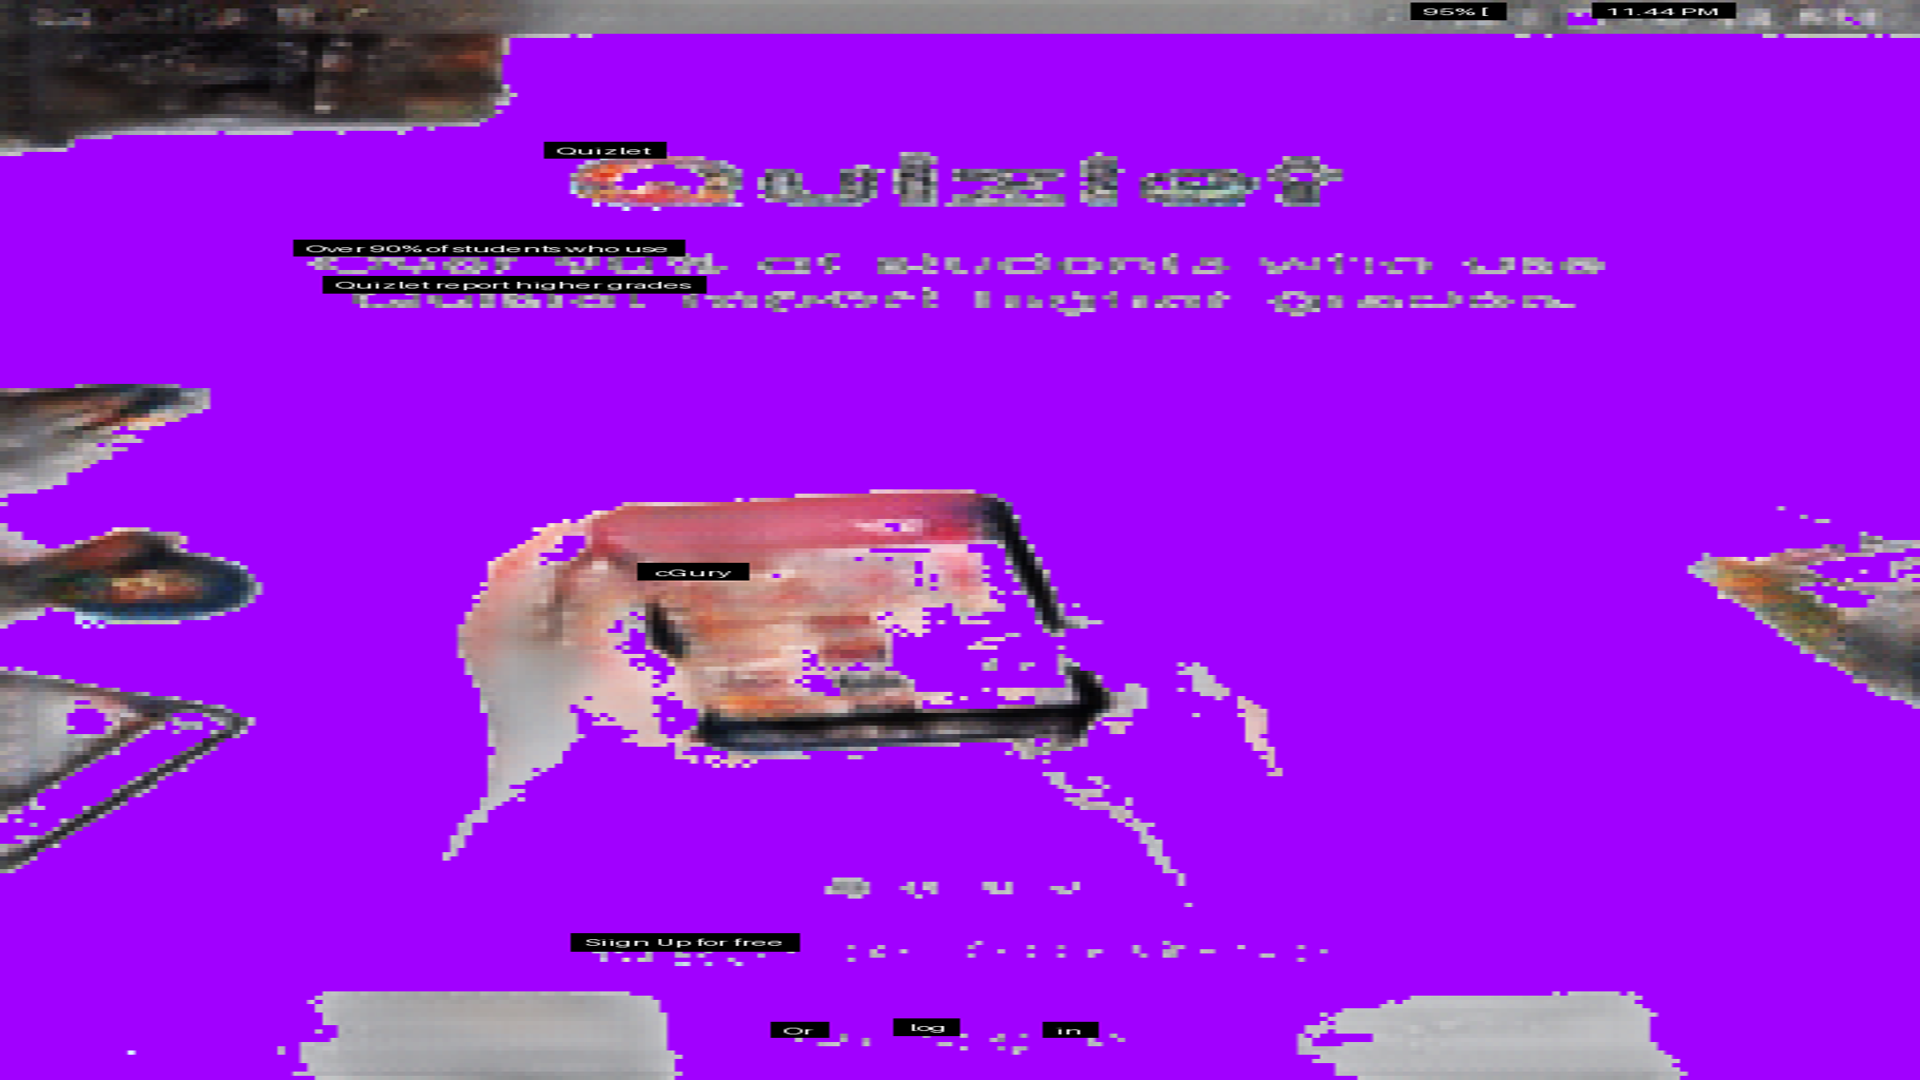 95% [ 11.44 PM
Quizlet
Quizlet
Over 90% of students who use
Over 90% of students who use
Quizlet report higher grades
Quizlet report higher grades.
cGury
Siign Up for free
Or log in